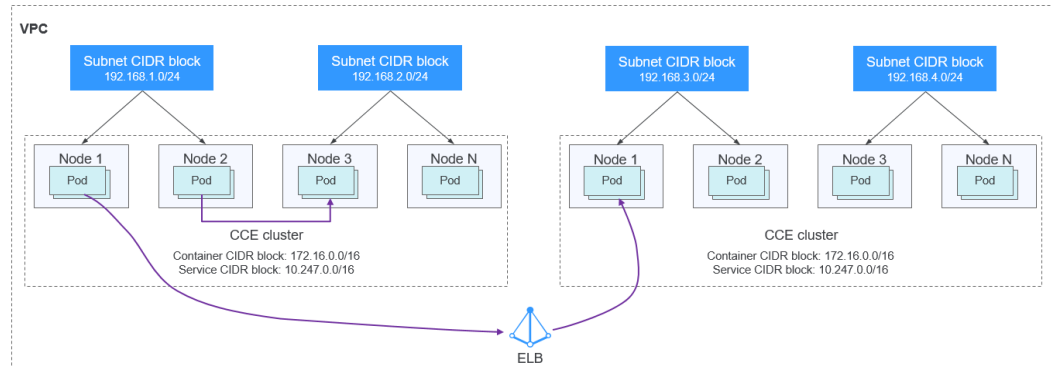 VPC
Subnet CIDR block
192.168.1.0/24
Subnet CIDR block
192.168.2.0/24
Subnet CIDR block
192.168.3.0/24
Subnet CIDR block
192.168.4.0/24
Node 1
Pod
Node 2
Pod
Node 3
Pod
Node N
Pod
CCE cluster
Container CIDR block: 172.16.0.0/16
Service CIDR block: 10.247.0.0/16
Node 1
Pod
Node 2
Pod
Node 3
Pod
Node N
Pod
CCE cluster
Container CIDR block: 172.16.0.0/16
Service CIDR block: 10.247.0.0/16
ELB